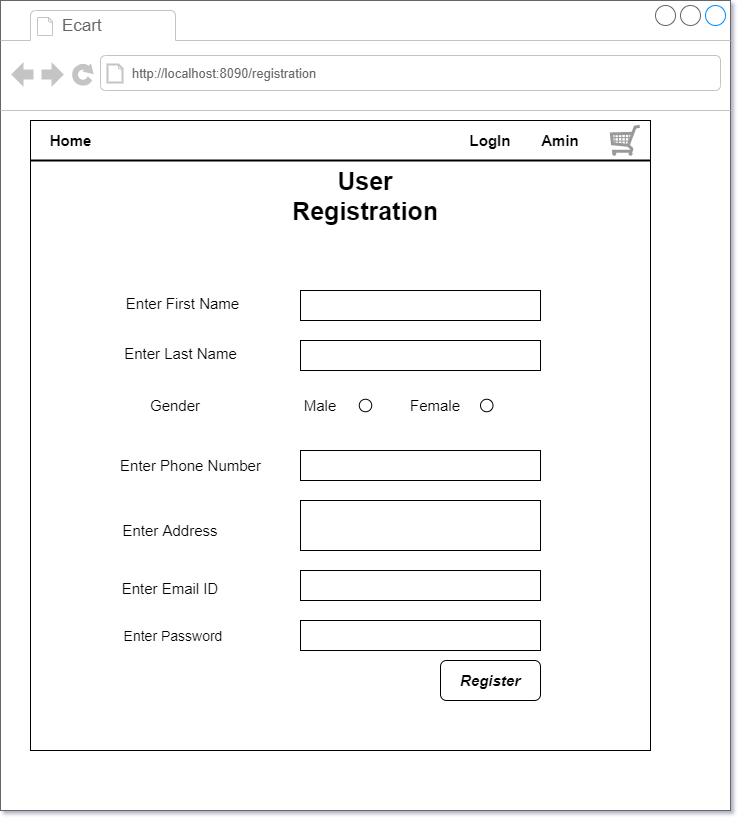 Ecart
http://localhost:8090/registration
Home LogIn Amin
User
Registration
Enter First Name
Enter Last Name
Gender Male Female
Enter Phone Number
Enter Address
Enter Email ID
Enter Password
Register